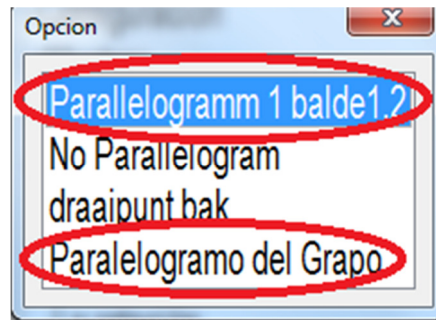 Opcion
Parallelogramm 1 balde1.2
No Parallelogram
draaipunt bak
Paralelogramo del Grapo